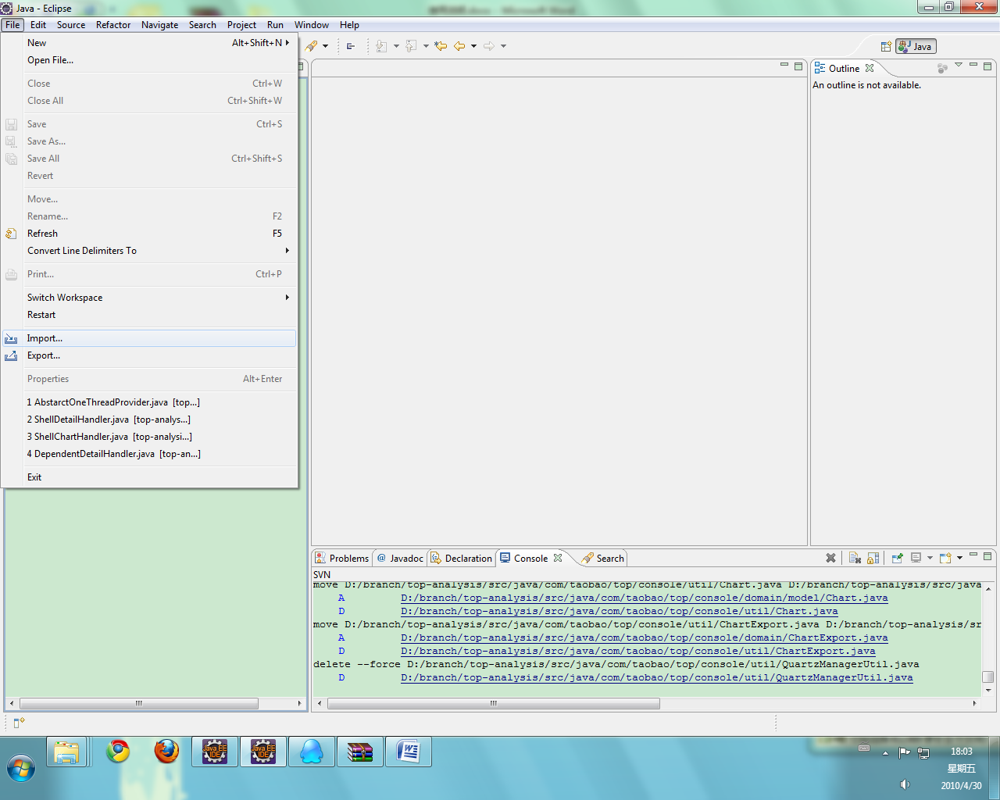 Java - Eclipse
File Edit Source Refactor Navigate Search Project Run Window Help
New Alt+Shift+N
Open File...
Close Ctrl+W
Close All Ctrl+Shift+W
Save Ctrl+S
Save As...
Save All Ctrl+Shift+S
Revert
Move...
Rename... F2
Refresh F5
Convert Line Delimiters To
Print... Ctrl+P
Switch Workspace
Restart
Import...
Export...
Properties Alt+Enter
1 AbstarctOneThreadProvider.java [top...]
2 ShellDetailHandler.java [top-analys...]
3 ShellChartHandler.java [top-analysi...]
4 DependentDetailHandler.java [top-an...]
Exit
Java
Outline
An outline is not available.
Problems @ Javadoc Declaration Console Search
SVN
move D:/branch/top-analysis/src/java/com/taobao/top/console/util/Chart.java D:/branch/top-analysis/src/java
A D:/branch/top-analysis/src/java/com/taobao/top/console/domain/model/Chart.java
D D:/branch/top-analysis/src/java/com/taobao/top/console/util/Chart.java
move D:/branch/top-analysis/src/java/com/taobao/top/console/util/ChartExport.java D:/branch/top-analysis/sr
A D:/branch/top-analysis/src/java/com/taobao/top/console/domain/ChartExport.java
D D:/branch/top-analysis/src/java/com/taobao/top/console/util/ChartExport.java
delete --force D:/branch/top-analysis/src/java/com/taobao/top/console/util/QuartzManagerUtil.java
D D:/branch/top-analysis/src/java/com/taobao/top/console/util/QuartzManagerUtil.java
Java EE IDE
Java EE IDE
18:03
星期五
2010/4/30